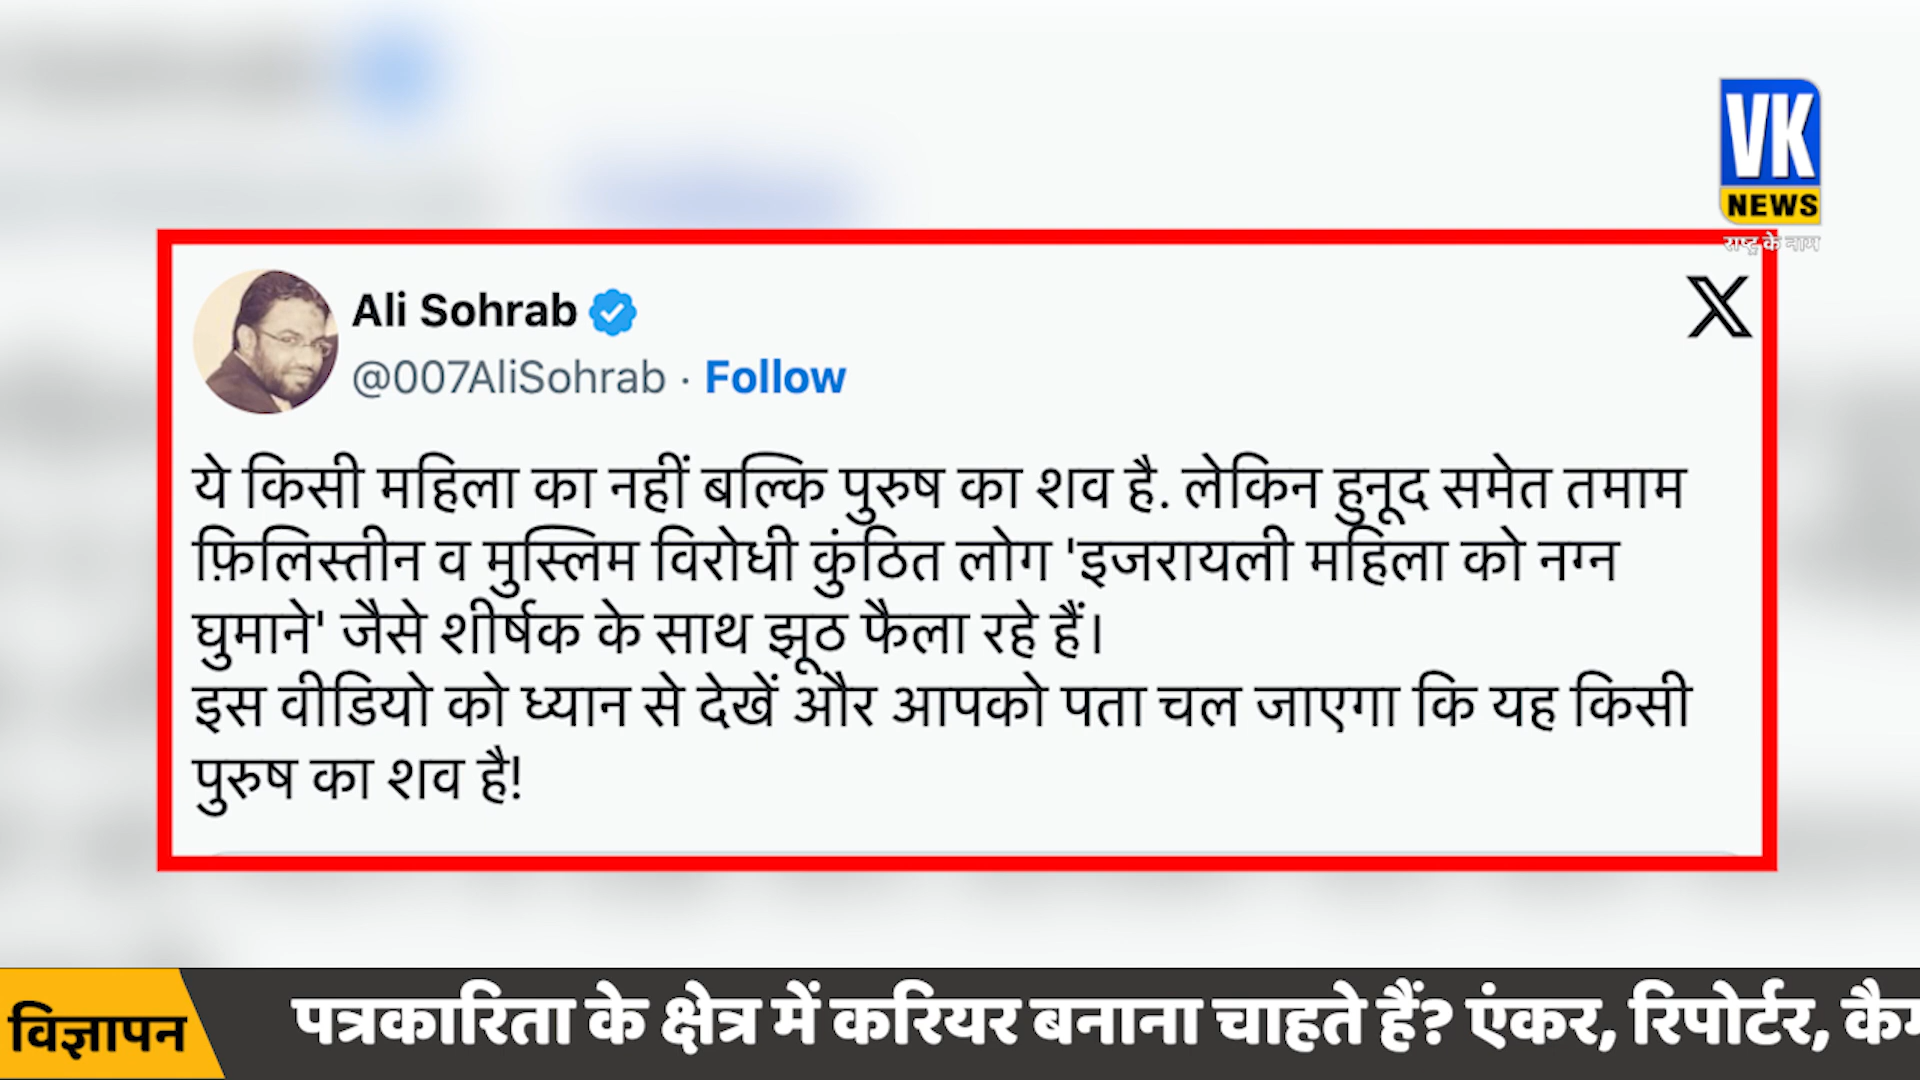 VK
NEWS
राष्ट्र के नाम
Ali Sohrab
@007AliSohrab · Follow
ये किसी महिला का नहीं बल्कि पुरुष का शव है. लेकिन हुनूद समेत तमाम
फ़िलिस्तीन व मुस्लिम विरोधी कुंठित लोग 'इजरायली महिला को नग्न
घुमाने' जैसे शीर्षक के साथ झूठ फैला रहे हैं।
इस वीडियो को ध्यान से देखें और आपको पता चल जाएगा कि यह किसी
पुरुष का शव है!
विज्ञापन
पत्रकारिता के क्षेत्र में करियर बनाना चाहते हैं? एंकर, रिपोर्टर,